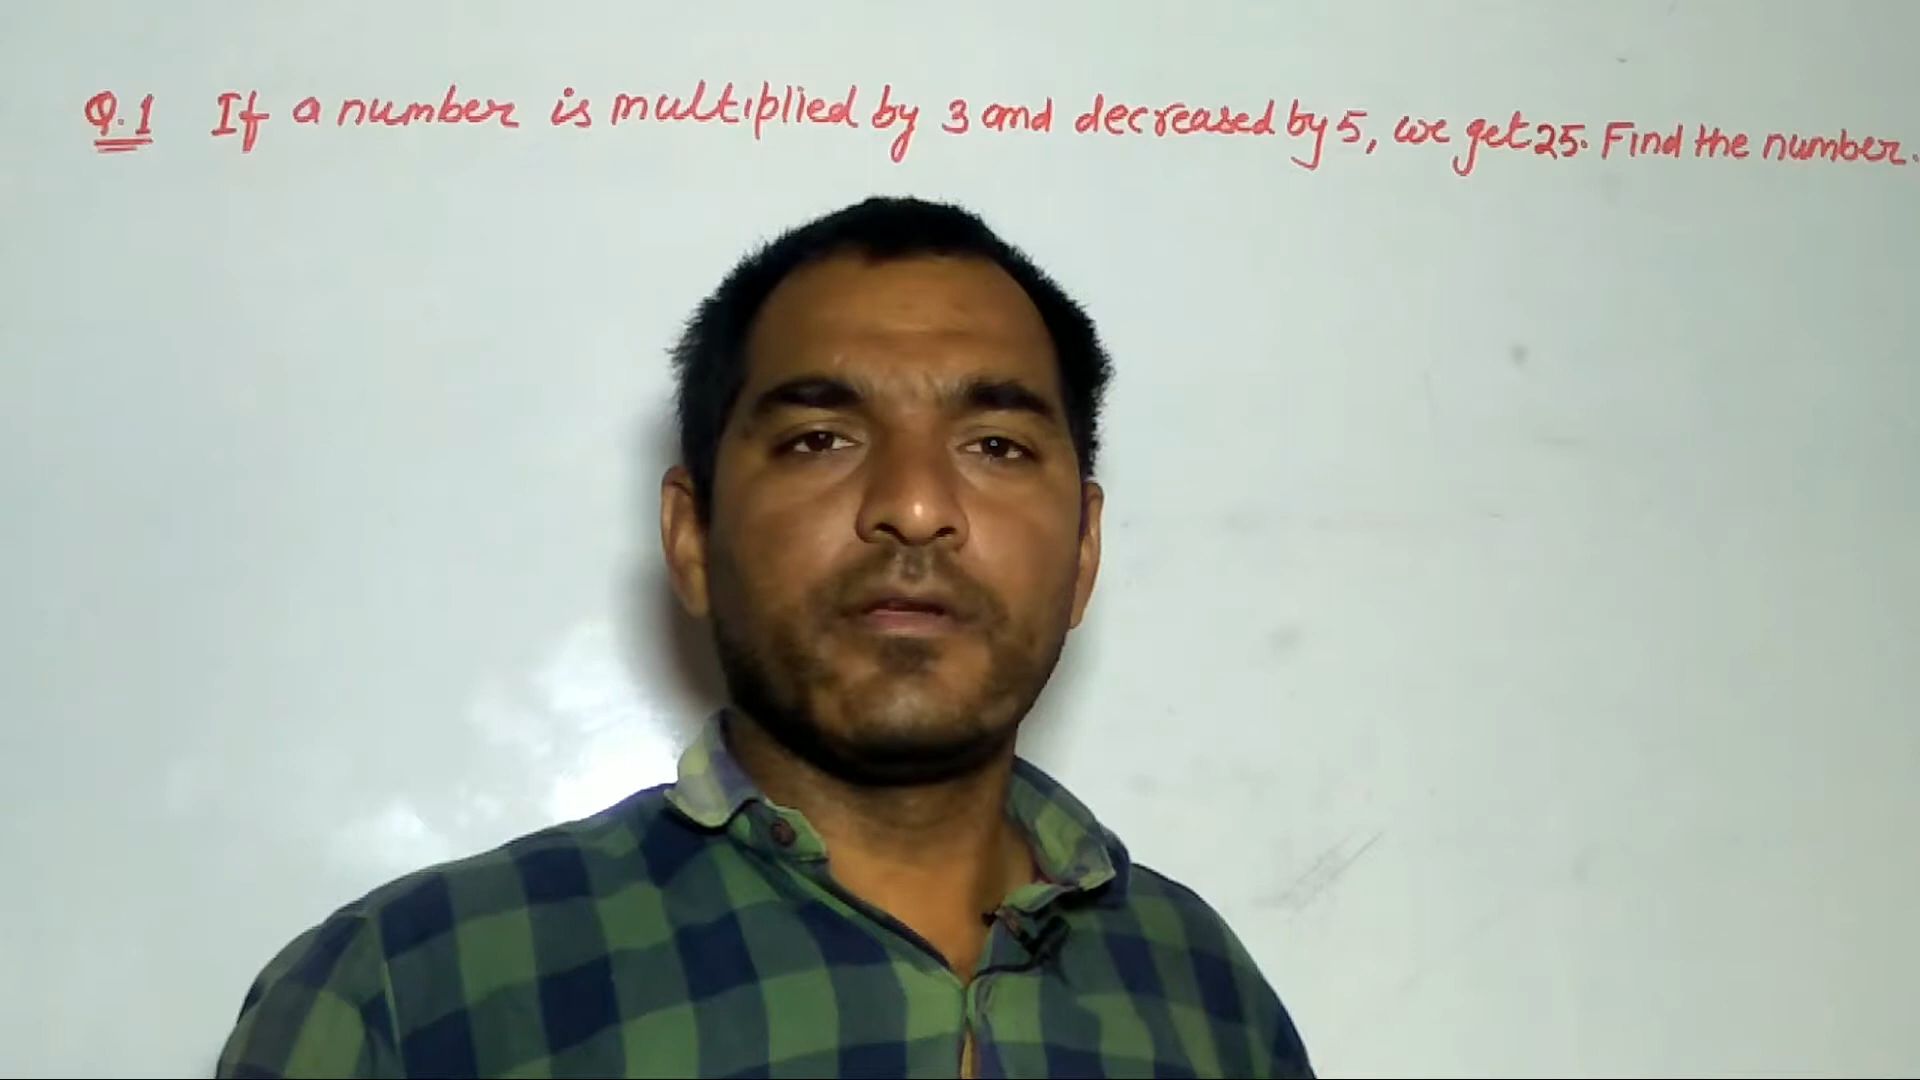 Q.1 If a number is multiplied by 3 and decreased by 5, we get 25. Find the number.